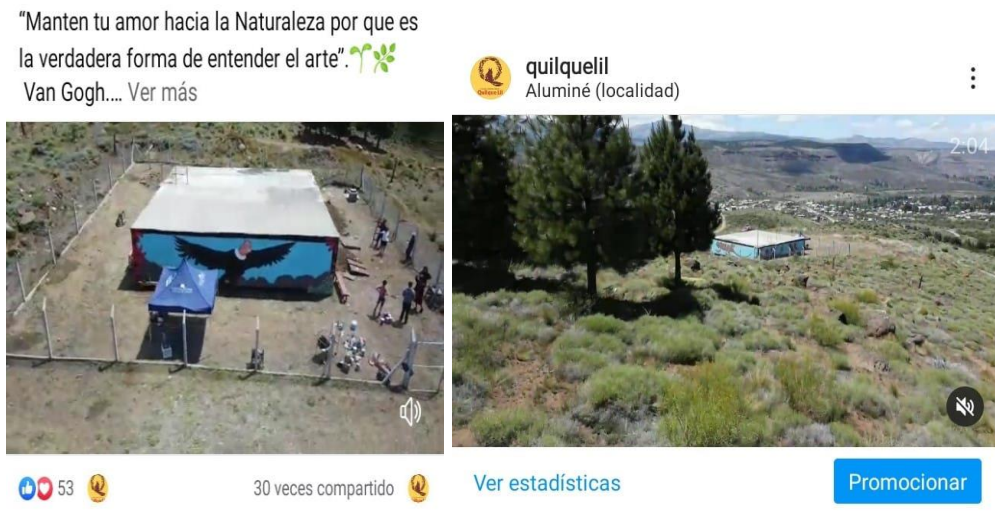 “Manten tu amor hacia la Naturaleza por que es
la verdadera forma de entender el arte”.🌱🌿
Van Gogh.... Ver más
53
30 veces compartido
quilquelil
Aluminé (localidad)
2:04
Ver estadísticas
Promocionar